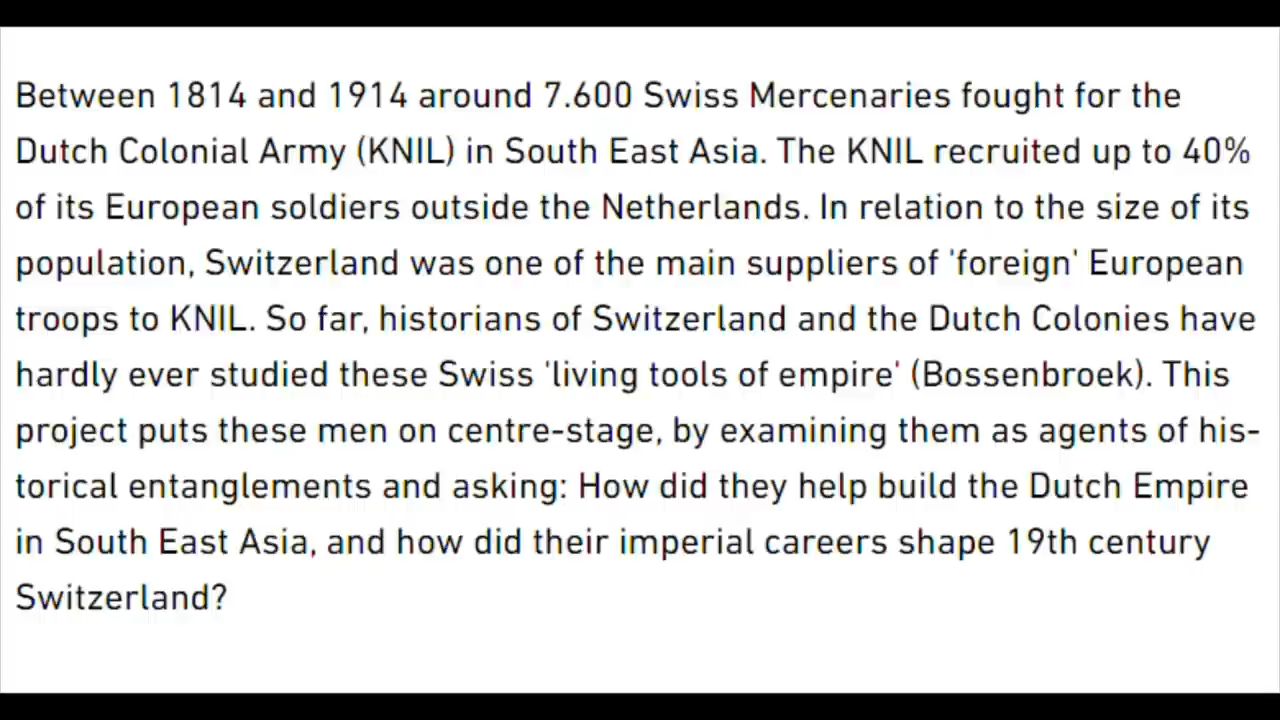 Between 1814 and 1914 around 7.600 Swiss Mercenaries fought for the
Dutch Colonial Army (KNIL) in South East Asia. The KNIL recruited up to 40%
of its European soldiers outside the Netherlands. In relation to the size of its
population, Switzerland was one of the main suppliers of 'foreign' European
troops to KNIL. So far, historians of Switzerland and the Dutch Colonies have
hardly ever studied these Swiss 'living tools of empire' (Bossenbroek). This
project puts these men on centre-stage, by examining them as agents of his-
torical entanglements and asking: How did they help build the Dutch Empire
in South East Asia, and how did their imperial careers shape 19th century
Switzerland?